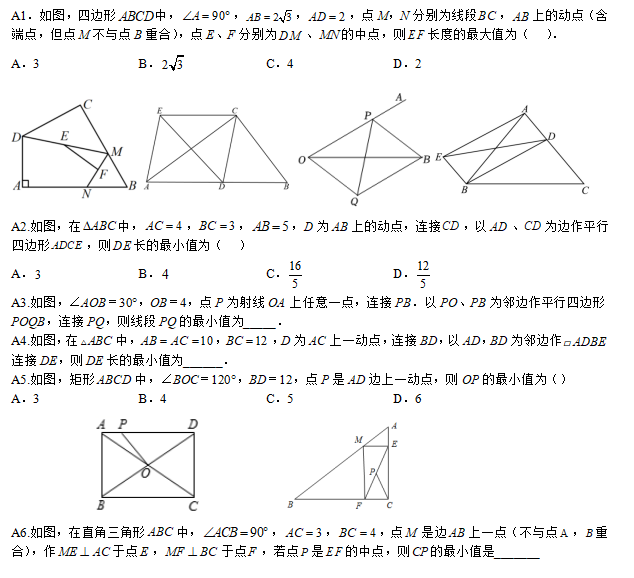 A1. 如图，四边形ABCD中，∠A=90°，AB=2√3，AD=2，点M，N分别为线段BC，AB上的动点（含
端点，但点M不与点B重合），点E、F分别为DM、MN的中点，则EF长度的最大值为（ ）.
A. 3 B. 2√3 C. 4 D. 2
C
D E M
F
A N B
E C
A D B
A
P
O B
Q
A
D
E
B C
A2.如图，在△ABC中，AC=4，BC=3，AB=5，D为AB上的动点，连接CD，以AD、CD为边作平行
四边形ADCE，则DE长的最小值为（ ）
A. 3 B. 4 C. 16/5 D. 12/5
A3.如图，∠AOB=30°，OB=4，点P为射线OA上任意一点，连接PB．以PO、PB为邻边作平行四边形
POQB，连接PQ，则线段PQ的最小值为_____.
A4.如图，在△ABC中，AB=AC=10，BC=12，D为AC上一动点，连接BD，以AD，BD为邻边作▱ADBE
连接DE，则DE长的最小值为______.
A5.如图，矩形ABCD中，∠BOC=120°，BD=12，点P是AD边上一动点，则OP的最小值为()
A. 3 B. 4 C. 5 D. 6
A P D
O
B C
A
M E
P
B F C
A6.如图，在直角三角形ABC中，∠ACB=90°，AC=3，BC=4，点M是边AB上一点（不与点A，B重
合），作ME⊥AC于点E，MF⊥BC于点F，若点P是EF的中点，则CP的最小值是______